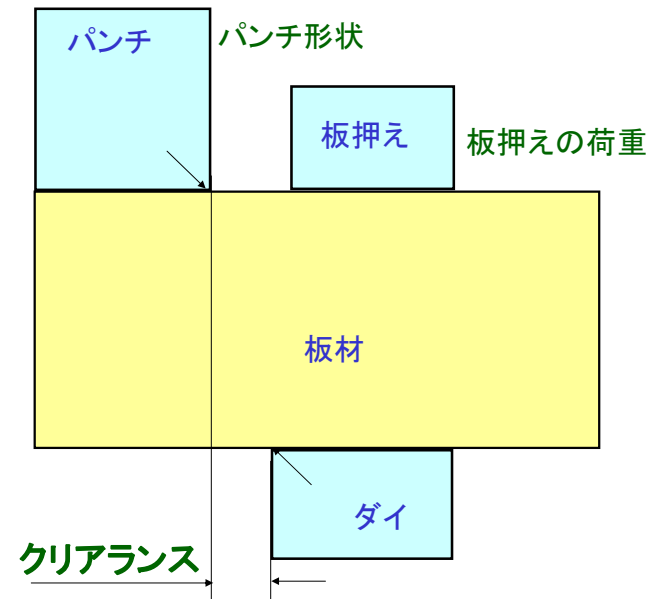 パンチ
パンチ形状
板押え
板押えの荷重
板材
ダイ
クリアランス